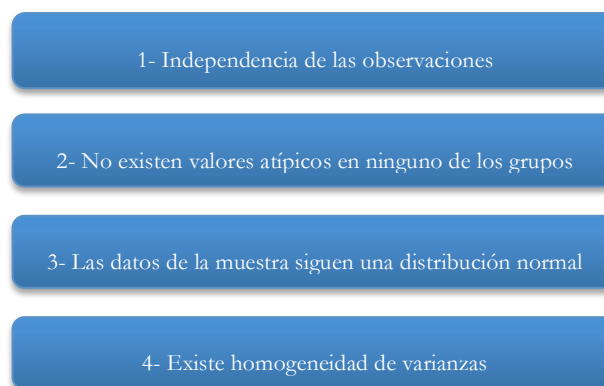 1- Independencia de las observaciones
2- No existen valores atípicos en ninguno de los grupos
3- Las datos de la muestra siguen una distribución normal
4- Existe homogeneidad de varianzas